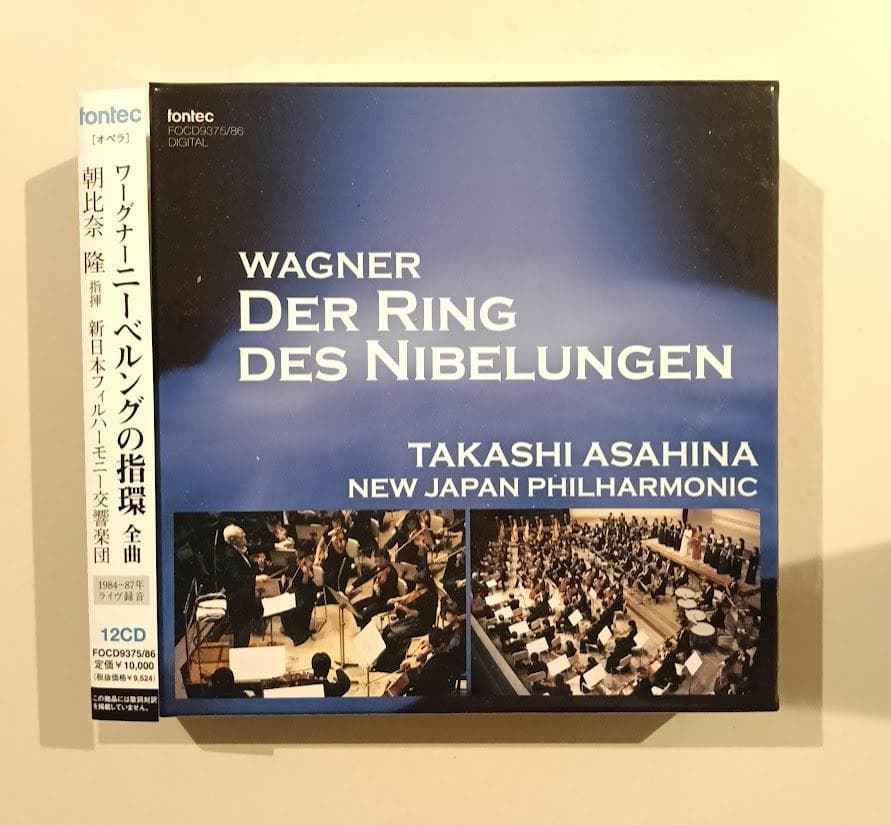 fontec
[オペラ]
ワーグナー ニーベルングの指環 全曲
朝比奈 隆 指揮 新日本フィルハーモニー交響楽団
1984–87年
ライヴ録音
12CD
FOCD9375/86
定価￥10,000
(税抜価格￥9,524)
この商品には歌詞対訳
を掲載していません。
fontec
FOCD9375/86
DIGITAL
WAGNER
DER RING
DES NIBELUNGEN
TAKASHI ASAHINA
NEW JAPAN PHILHARMONIC